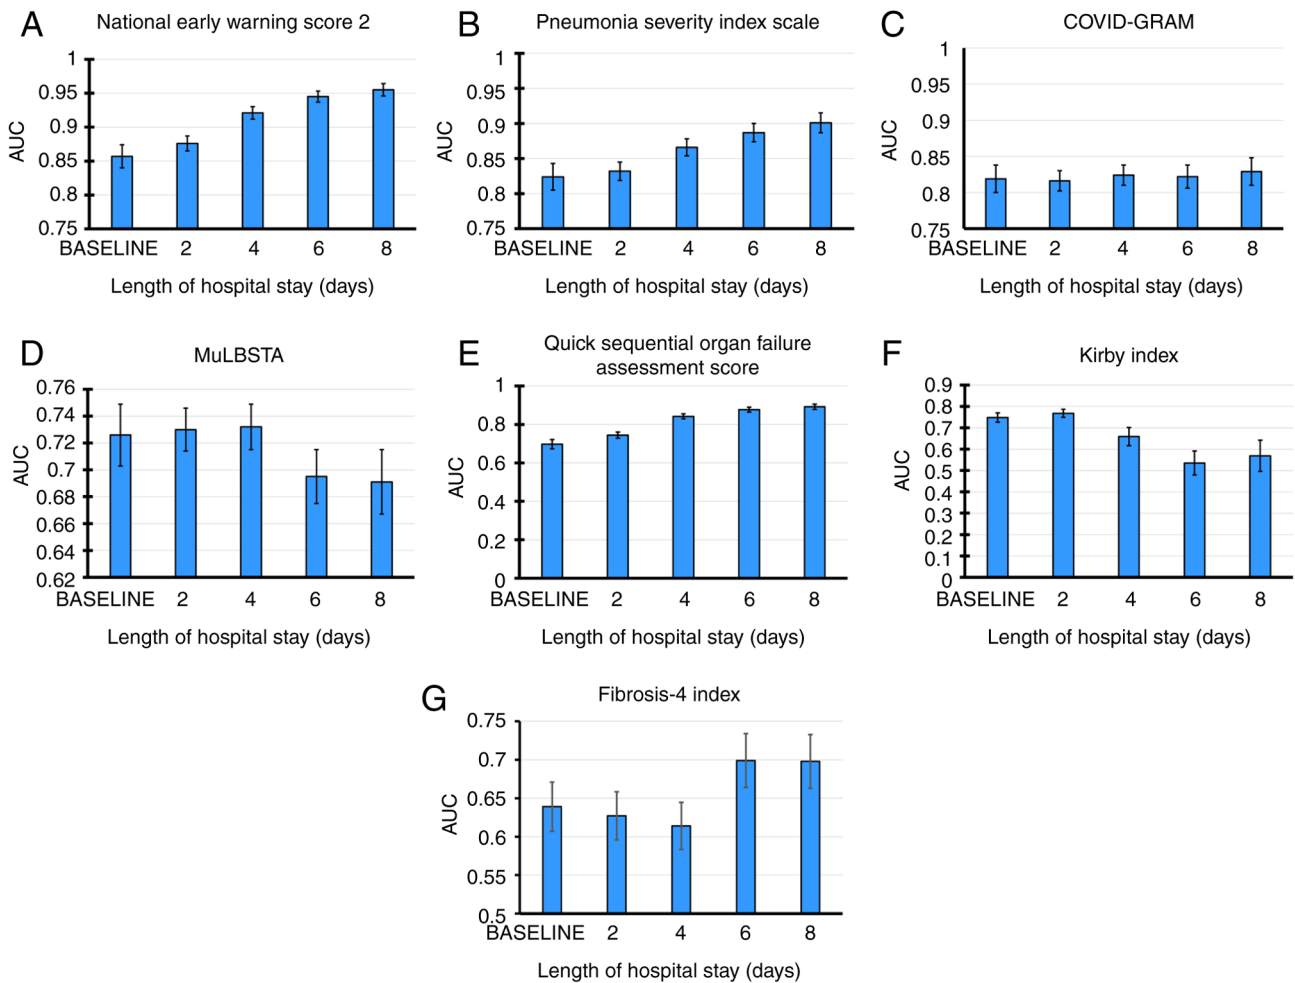 A
National early warning score 2
1
0.95
0.9
0.85
0.8
0.75
AUC
BASELINE 2 4 6 8
Length of hospital stay (days)
B
Pneumonia severity index scale
1
0.95
0.9
0.85
0.8
0.75
AUC
BASELINE 2 4 6 8
Length of hospital stay (days)
C
COVID-GRAM
1
0.95
0.9
0.85
0.8
0.75
AUC
BASELINE 2 4 6 8
Length of hospital stay (days)
D
MuLBSTA
0.76
0.74
0.72
0.7
0.68
0.66
0.64
0.62
AUC
BASELINE 2 4 6 8
Length of hospital stay (days)
E
Quick sequential organ failure
assessment score
1
0.8
0.6
0.4
0.2
0
AUC
BASELINE 2 4 6 8
Length of hospital stay (days)
F
Kirby index
0.9
0.8
0.7
0.6
0.5
0.4
0.3
0.2
0.1
0
AUC
BASELINE 2 4 6 8
Length of hospital stay (days)
G
Fibrosis-4 index
0.75
0.7
0.65
0.6
0.55
0.5
AUC
BASELINE 2 4 6 8
Length of hospital stay (days)